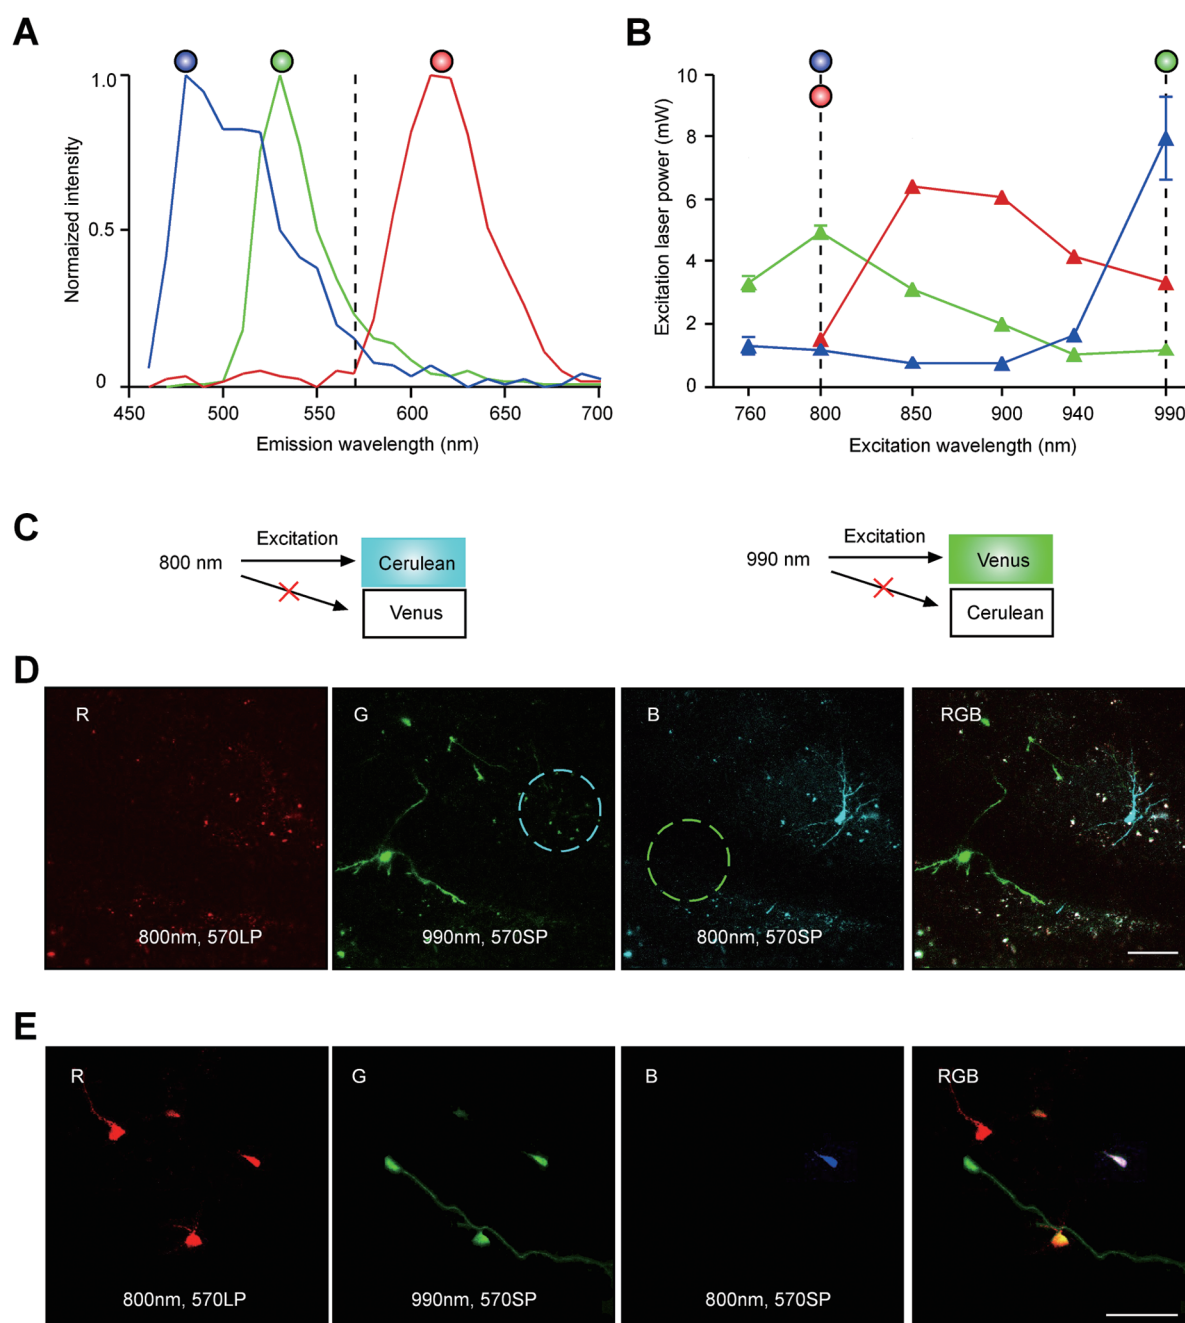 A
1.0
0.5
0
Normaized intensity
450 500 550 600 650 700
Emission wavelength (nm)
B
10
8
6
4
2
0
Excitation laser power (mW)
760 800 850 900 940 990
Excitation wavelength (nm)
C
800 nm
Excitation
Cerulean
Venus
990 nm
Excitation
Venus
Cerulean
D
R
800nm, 570LP
G
990nm, 570SP
B
800nm, 570SP
RGB
E
R
800nm, 570LP
G
990nm, 570SP
B
800nm, 570SP
RGB